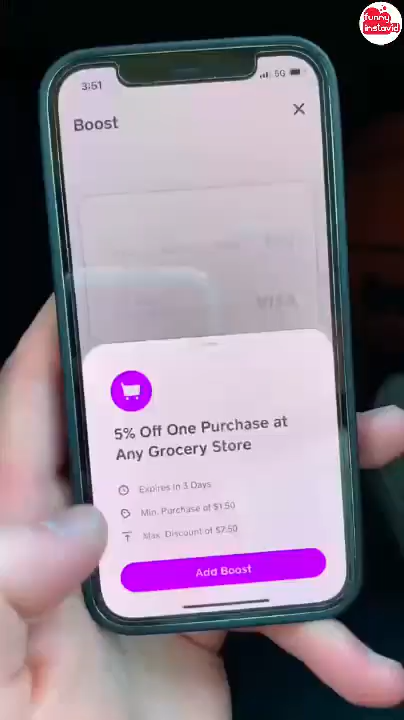 funny
instavid
3:51
5G
Boost
VISA
5% Off One Purchase at
Any Grocery Store
Expires in 3 Days
Min. Purchase of $1.50
Max. Discount of $7.50
Add Boost